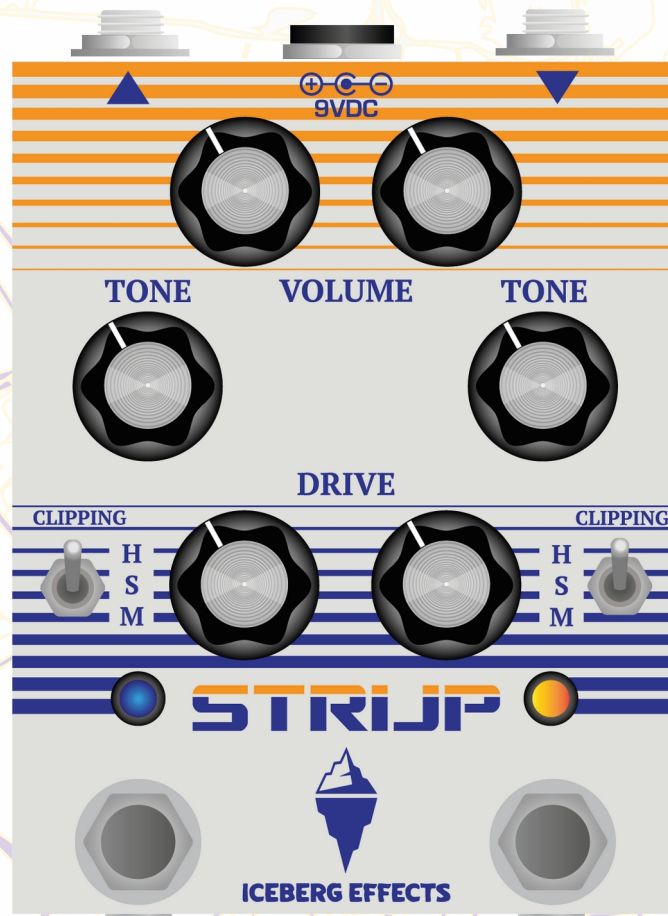 9VDC
TONE VOLUME TONE
DRIVE
CLIPPING CLIPPING
H H
S S
M M
STRIJP
ICEBERG EFFECTS